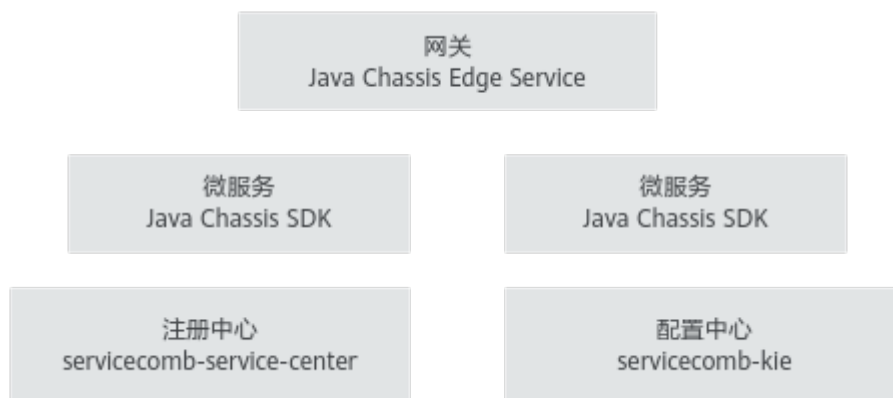 网关
Java Chassis Edge Service
微服务
Java Chassis SDK
微服务
Java Chassis SDK
注册中心
servicecomb-service-center
配置中心
servicecomb-kie